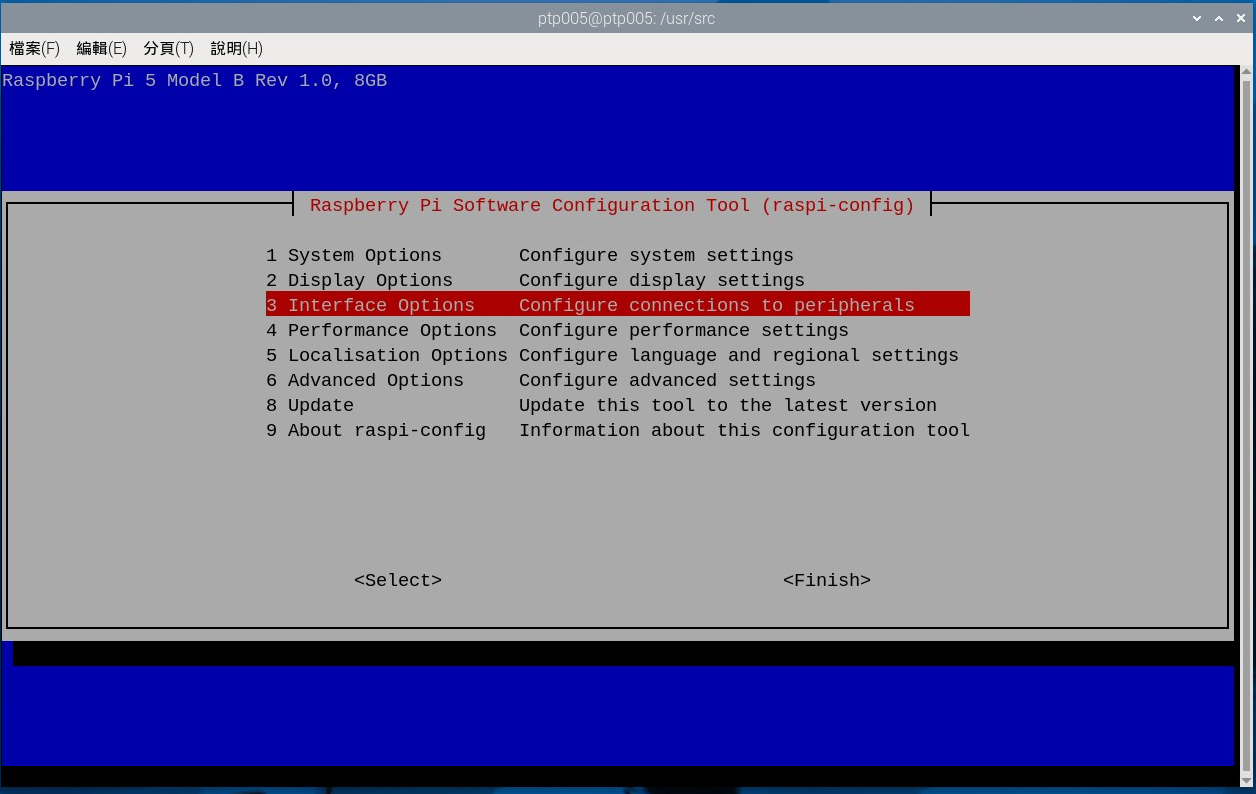 ptp005@ptp005: /usr/src
檔案(F) 編輯(E) 分頁(T) 說明(H)
Raspberry Pi 5 Model B Rev 1.0, 8GB
Raspberry Pi Software Configuration Tool (raspi-config)
1 System Options Configure system settings
2 Display Options Configure display settings
3 Interface Options Configure connections to peripherals
4 Performance Options Configure performance settings
5 Localisation Options Configure language and regional settings
6 Advanced Options Configure advanced settings
8 Update Update this tool to the latest version
9 About raspi-config Information about this configuration tool
<Select> <Finish>